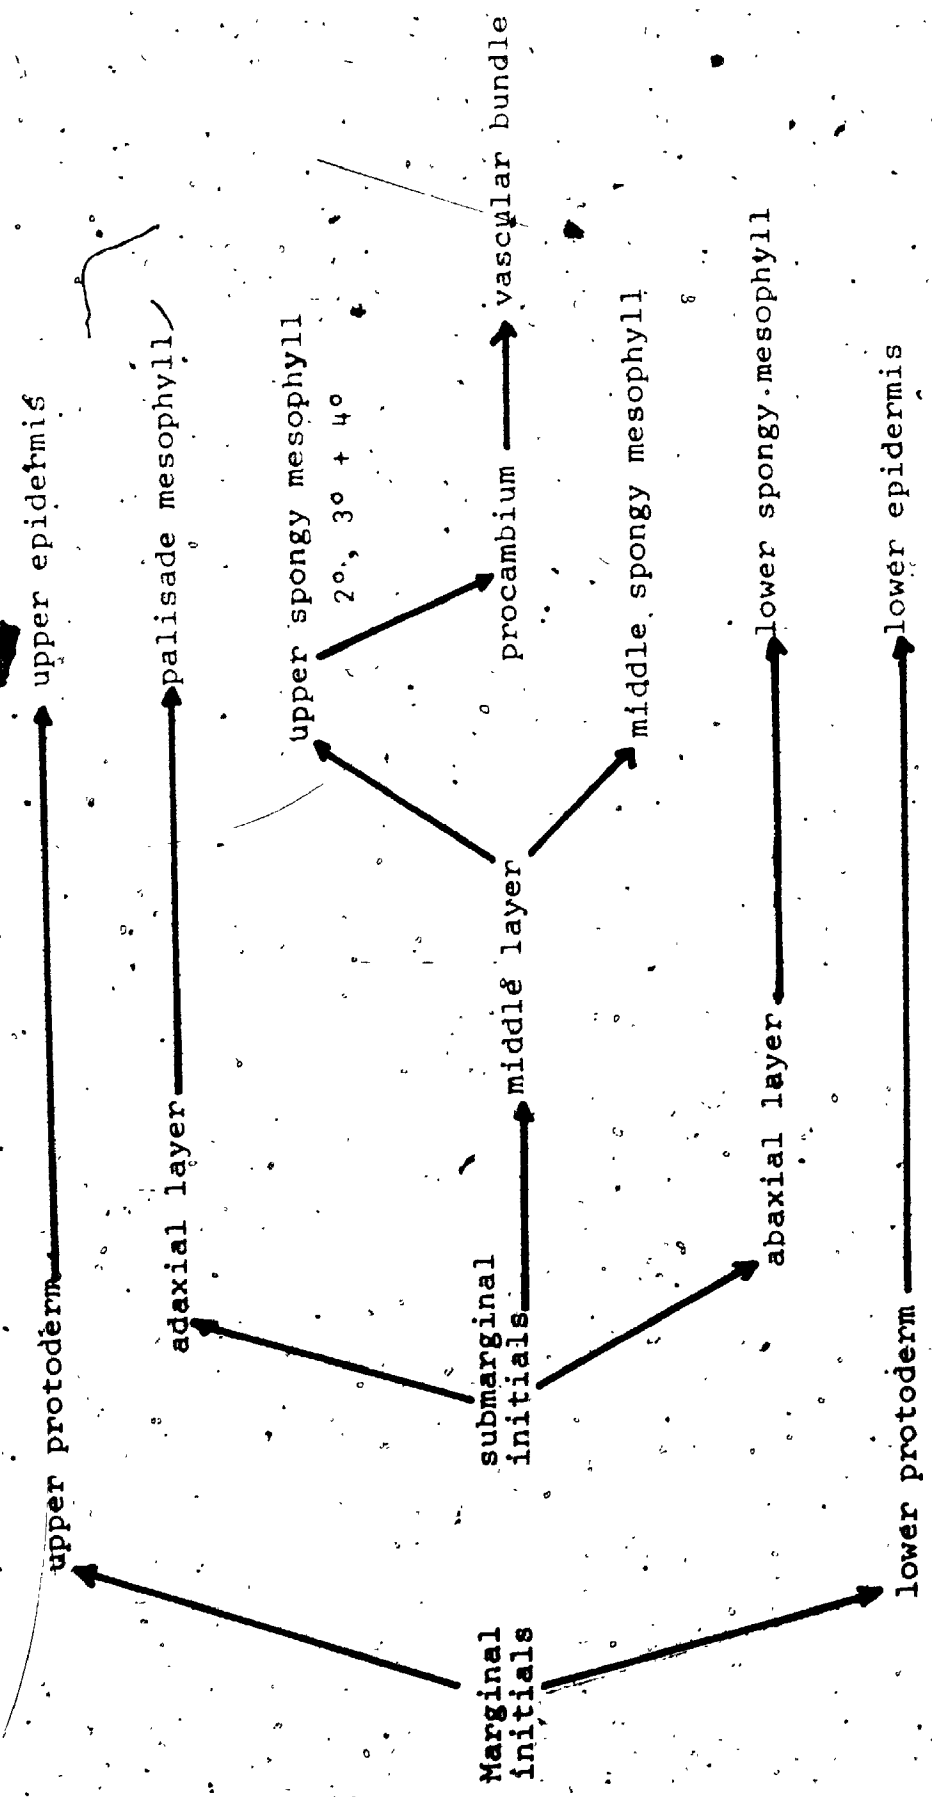 upper protoderm
upper epidermis
adaxial layer
palisade mesophyll
upper spongy mesophyll
2°, 3° + 4°
Marginal
initials
submarginal
initials
middle layer
procambium
vascular bundle
middle spongy mesophyll
abaxial layer
lower spongy mesophyll
lower protoderm
lower epidermis